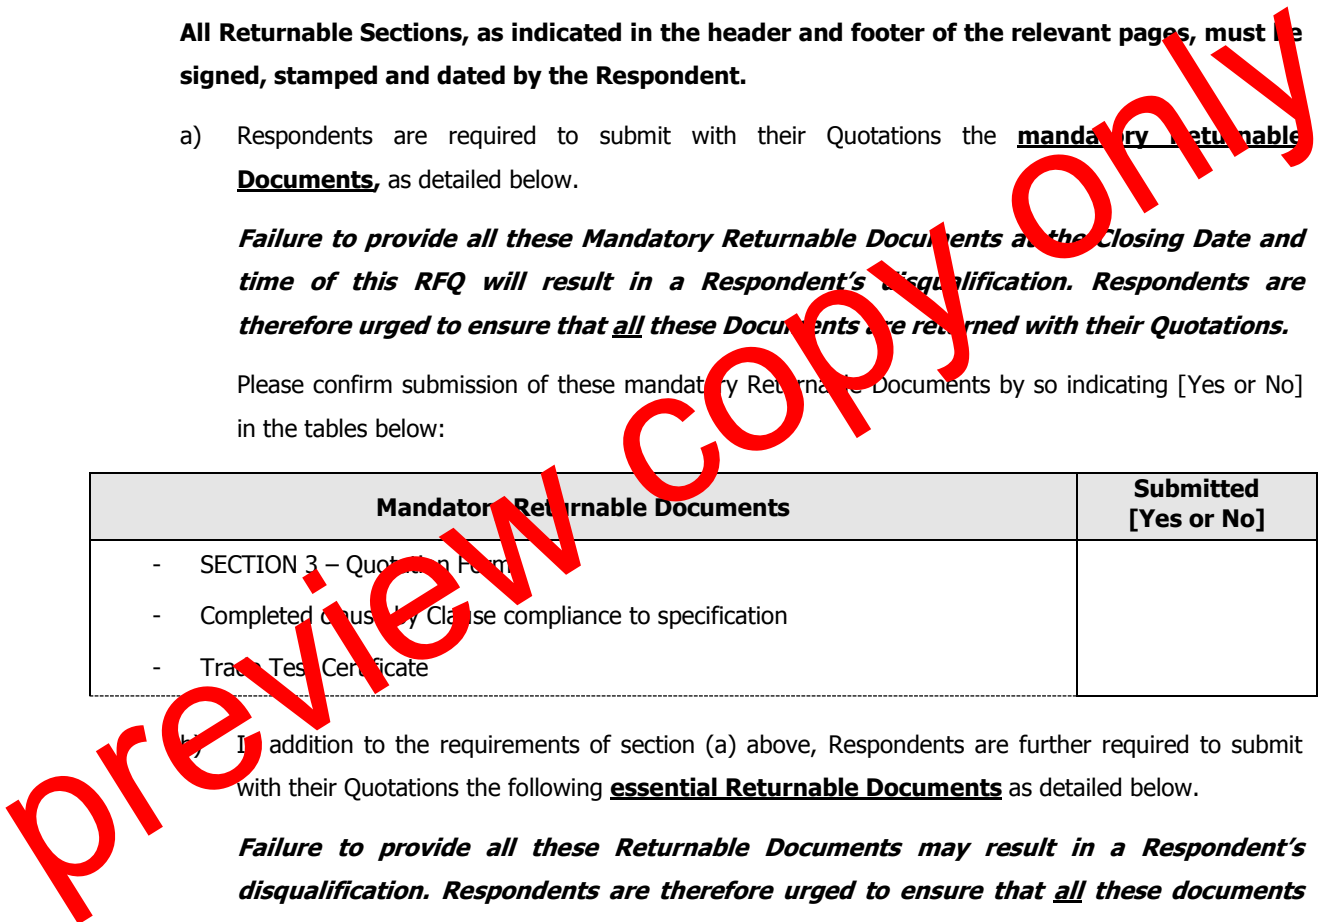 All Returnable Sections, as indicated in the header and footer of the relevant pages, must be
signed, stamped and dated by the Respondent.
a) Respondents are required to submit with their Quotations the mandatory Returnable
Documents, as detailed below.
Failure to provide all these Mandatory Returnable Documents at the Closing Date and
time of this RFQ will result in a Respondent’s disqualification. Respondents are
therefore urged to ensure that all these Documents are returned with their Quotations.
Please confirm submission of these mandatory Returnable Documents by so indicating [Yes or No]
in the tables below:
Mandatory Returnable Documents
Submitted
[Yes or No]
- SECTION 3 – Quotation Form
- Completed clause by Clause compliance to specification
- Trade Test Certificate
b) In addition to the requirements of section (a) above, Respondents are further required to submit
with their Quotations the following essential Returnable Documents as detailed below.
Failure to provide all these Returnable Documents may result in a Respondent’s
disqualification. Respondents are therefore urged to ensure that all these documents
preview copy only